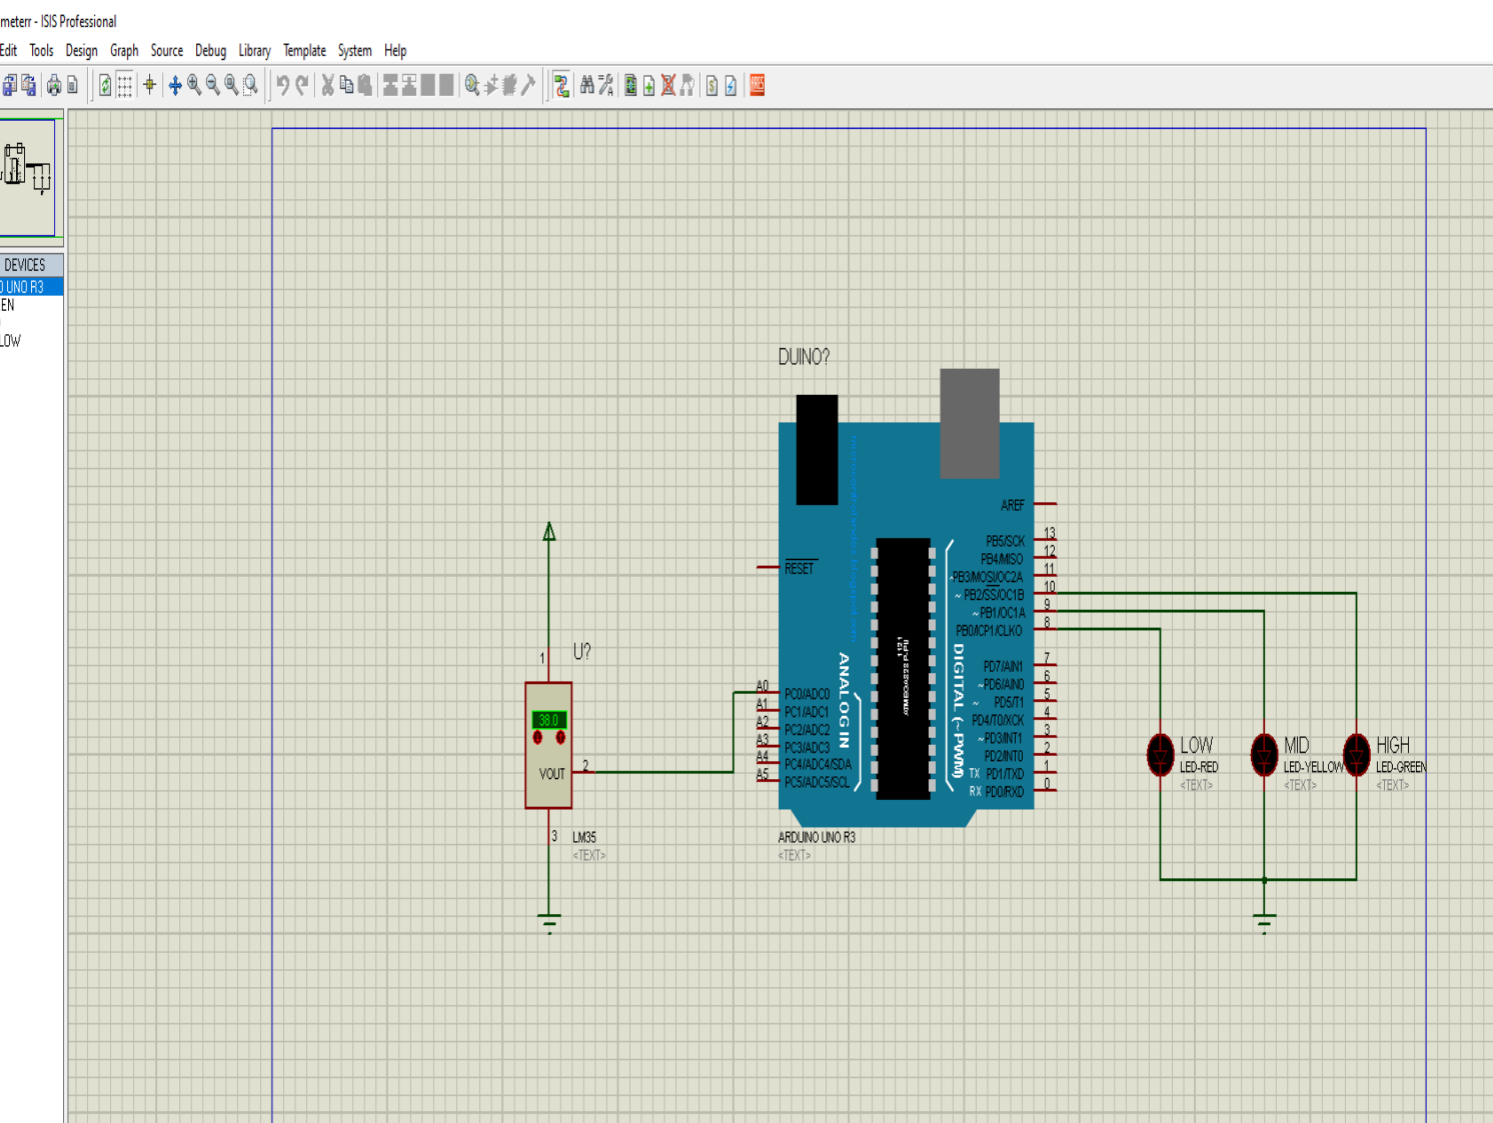 meterr - ISIS Professional
Edit Tools Design Graph Source Debug Library Template System Help
DEVICES
O UNO R3
EN
LOW
DUINO?
AREF
13
PB5/SCK
12
PB4/MISO
11
~PB3/MOSI/OC2A
10
~ PB2/SS/OC1B
9
~ PB1/OC1A
8
PB0/ICP1/CLKO
RESET
7
PD7/AIN1
6
~PD6/AIN0
5
~ PD5/T1
4
PD4/T0/XCK
3
~PD3/INT1
2
PD2/INT0
1
TX PD1/TXD
0
RX PD0/RXD
ANALOG IN
DIGITAL (~PWM)
A0 PC0/ADC0
A1 PC1/ADC1
A2 PC2/ADC2
A3 PC3/ADC3
A4 PC4/ADC4/SDA
A5 PC5/ADC5/SCL
ARDUINO UNO R3
<TEXT>
1
U?
38.0
VOUT
2
3
LM35
<TEXT>
LOW
LED-RED
<TEXT>
MID
LED-YELLOW
<TEXT>
HIGH
LED-GREEN
<TEXT>